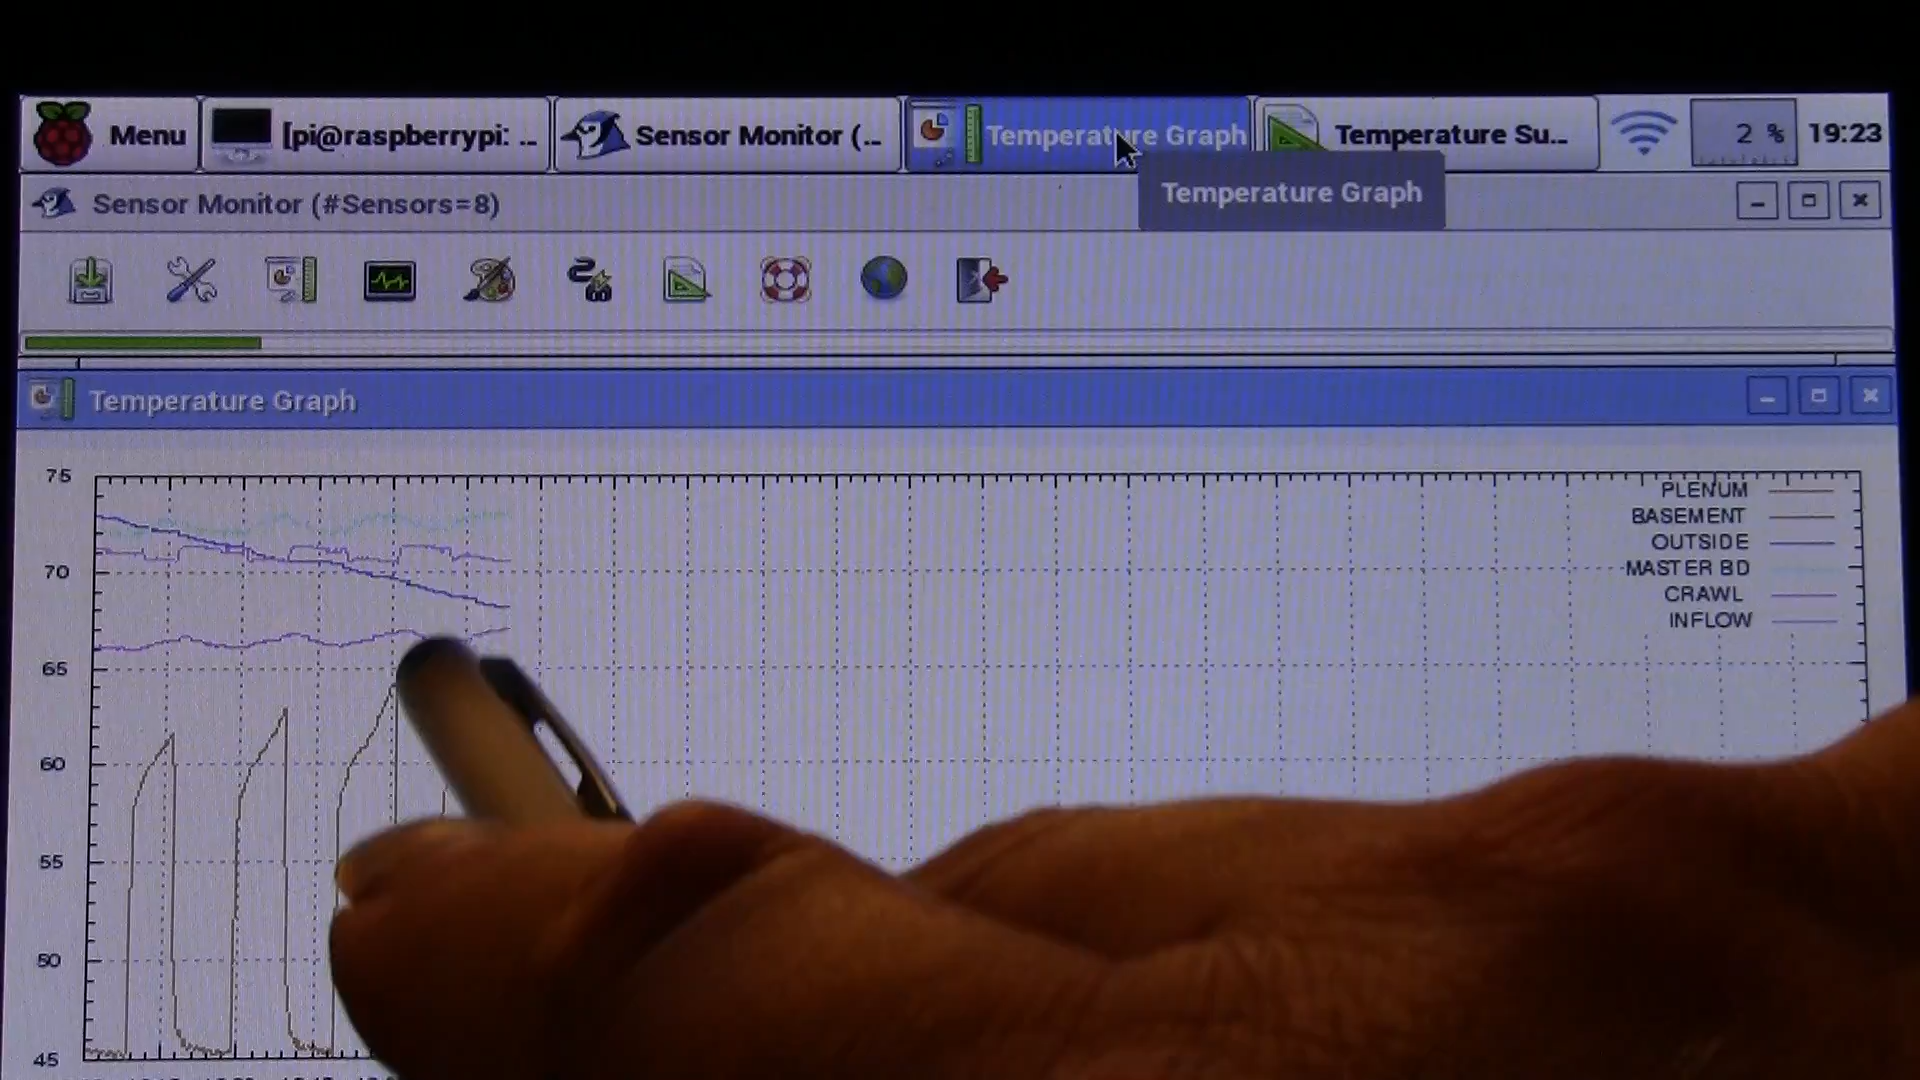 Menu
[pi@raspberrypi: ...
Sensor Monitor (...
Temperature Graph
Temperature Su...
2 %
19:23
Temperature Graph
Sensor Monitor (#Sensors=8)
Temperature Graph
75
70
65
60
55
50
45
PLENUM
BASEMENT
OUTSIDE
MASTER BD
CRAWL
INFLOW